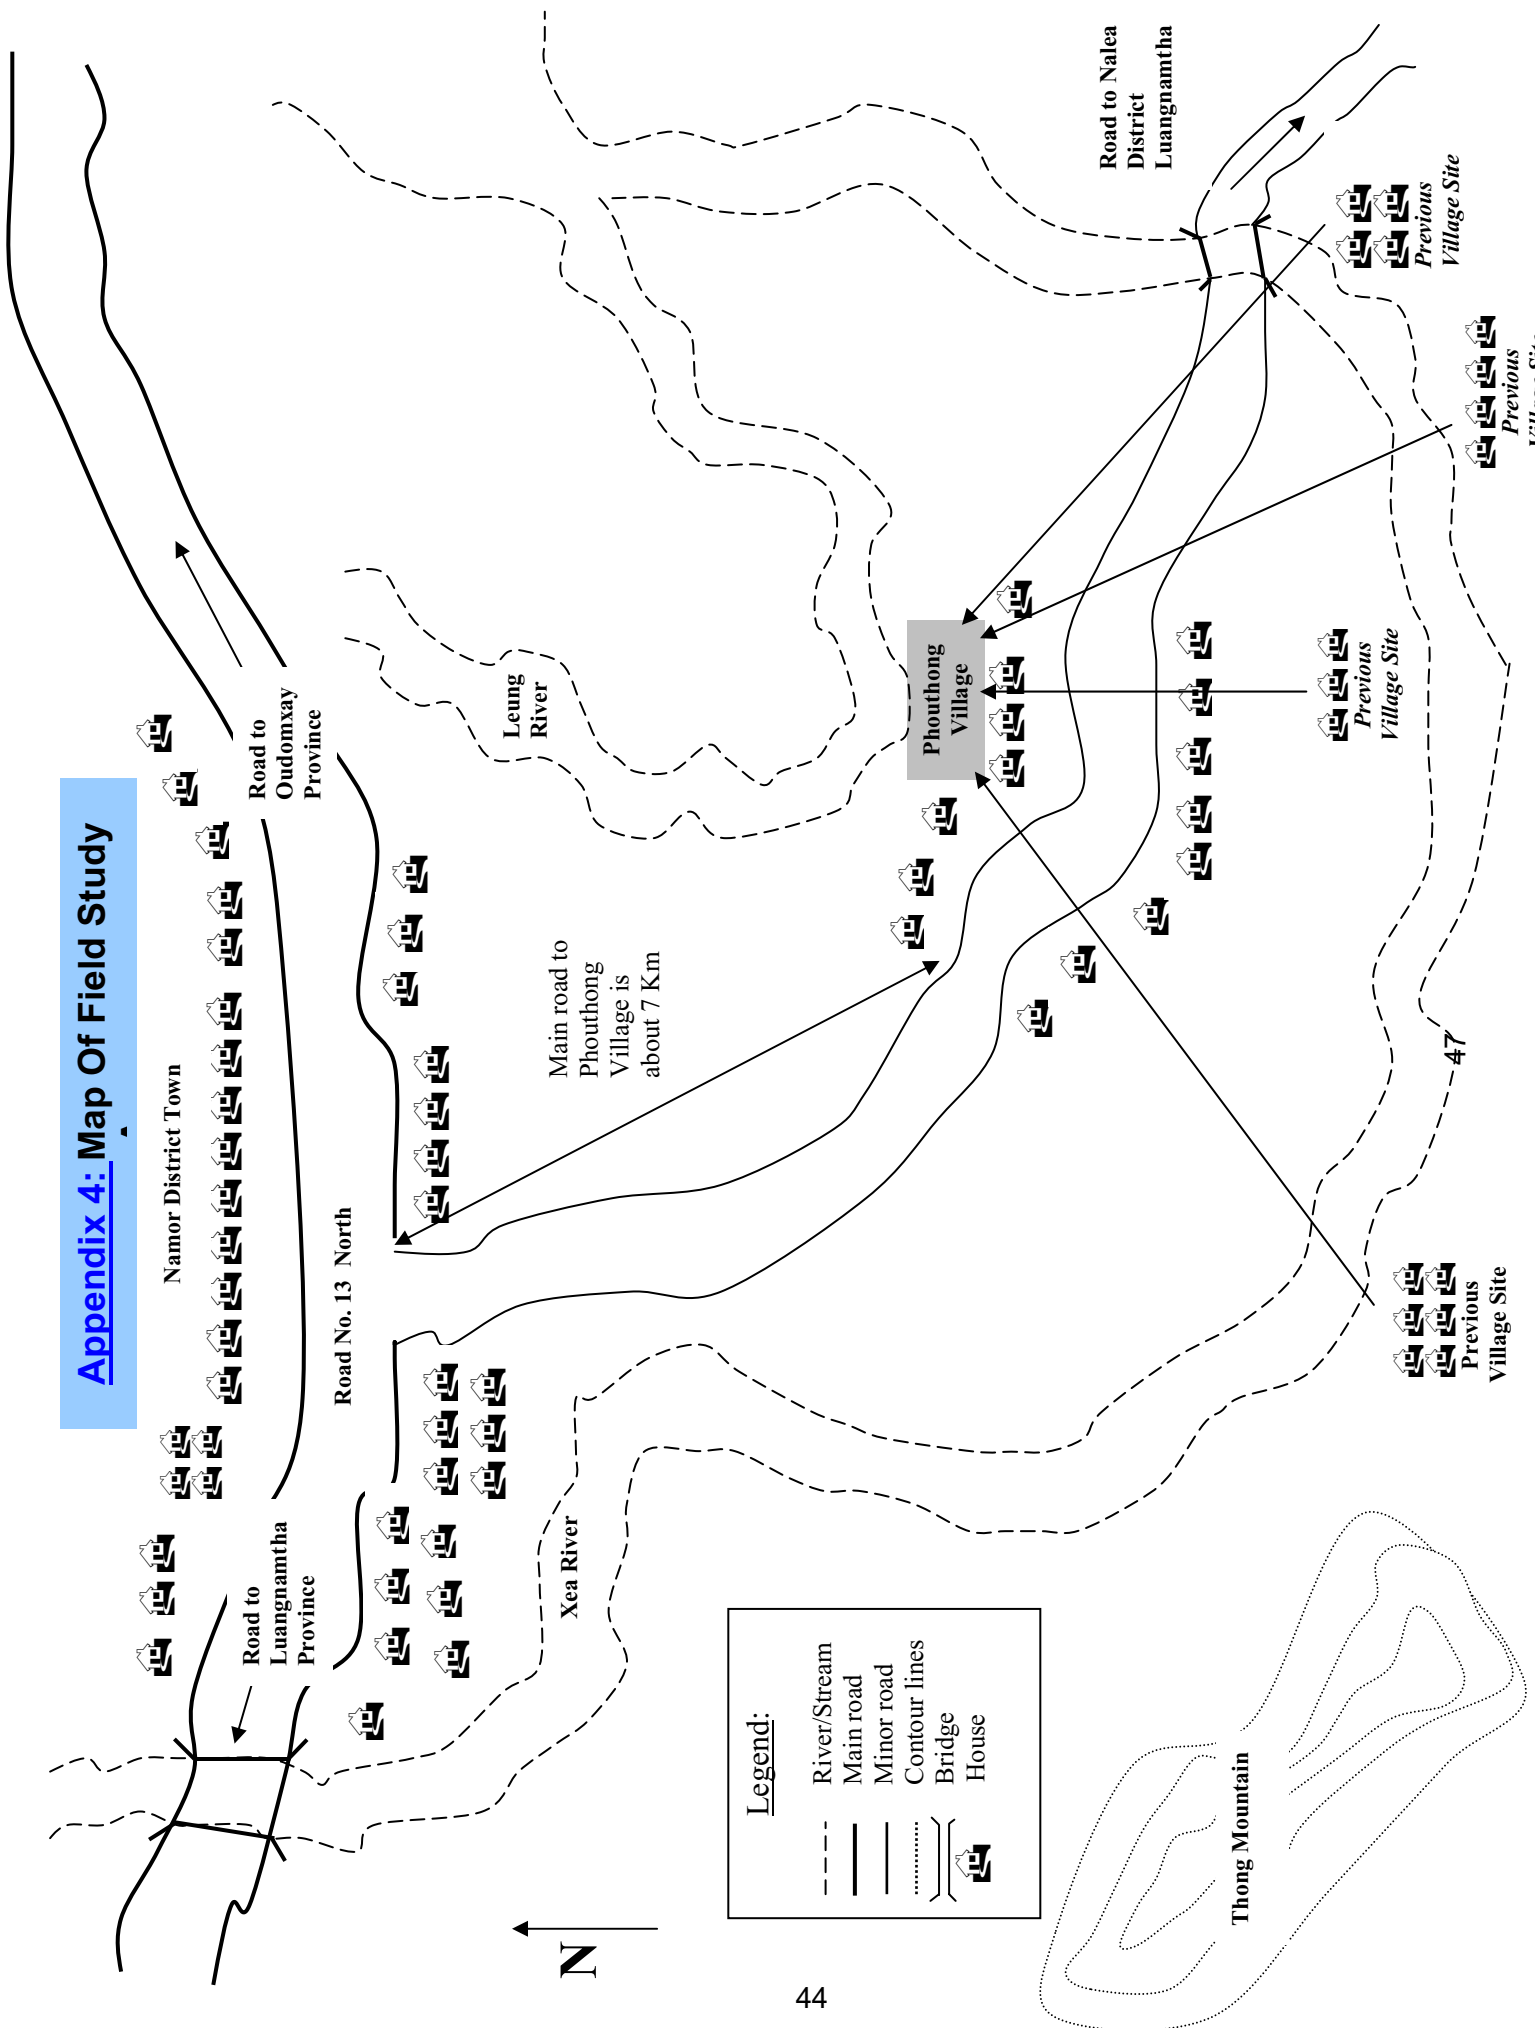 Appendix 4: Map Of Field Study
Namor District Town
Road to
Oudomxay
Province
Road No. 13 North
Road to
Luangnamtha
Province
Leung
River
Main road to
Phouthong
Village is
about 7 Km
Xea River
Phouthong
Village
Road to Nalea
District
Luangnamtha
Previous
Village Site
Previous
Village Site
Previous
Village Site
Previous
Village Site
47
Legend:
River/Stream
Main road
Minor road
Contour lines
Bridge
House
Thong Mountain
N
44